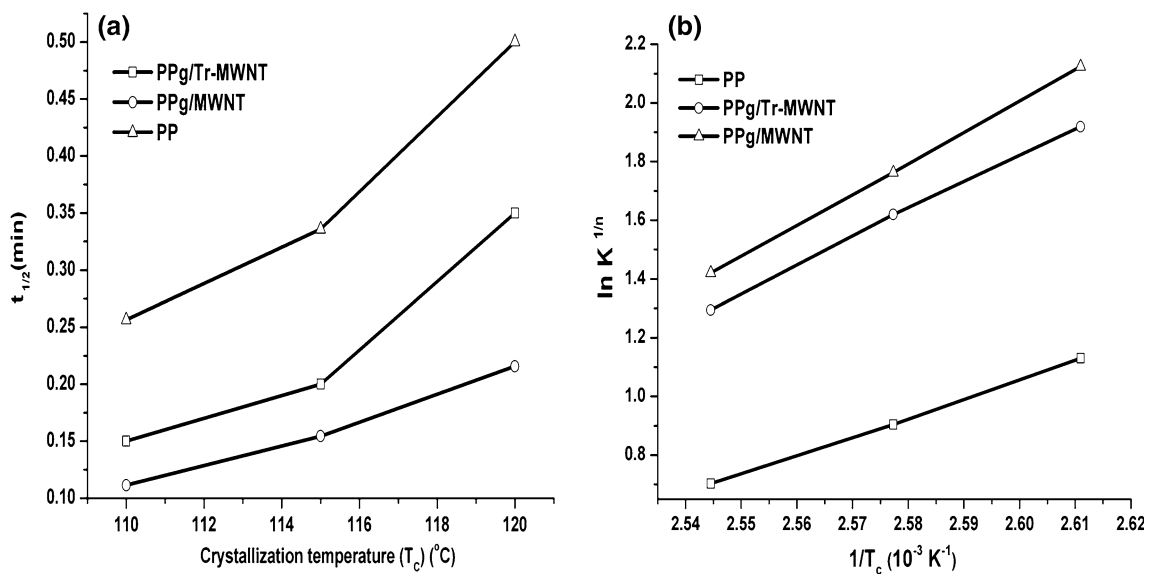 (a)
0.50
0.45
0.40
0.35
0.30
0.25
0.20
0.15
0.10
t 1/2 (min)
PPg/Tr-MWNT
PPg/MWNT
PP
110 112 114 116 118 120
Crystallization temperature (Tc) (°C)
(b)
2.2
2.0
1.8
1.6
1.4
1.2
1.0
0.8
ln K 1/n
PP
PPg/Tr-MWNT
PPg/MWNT
2.54 2.55 2.56 2.57 2.58 2.59 2.60 2.61 2.62
1/Tc (10-3 K-1)